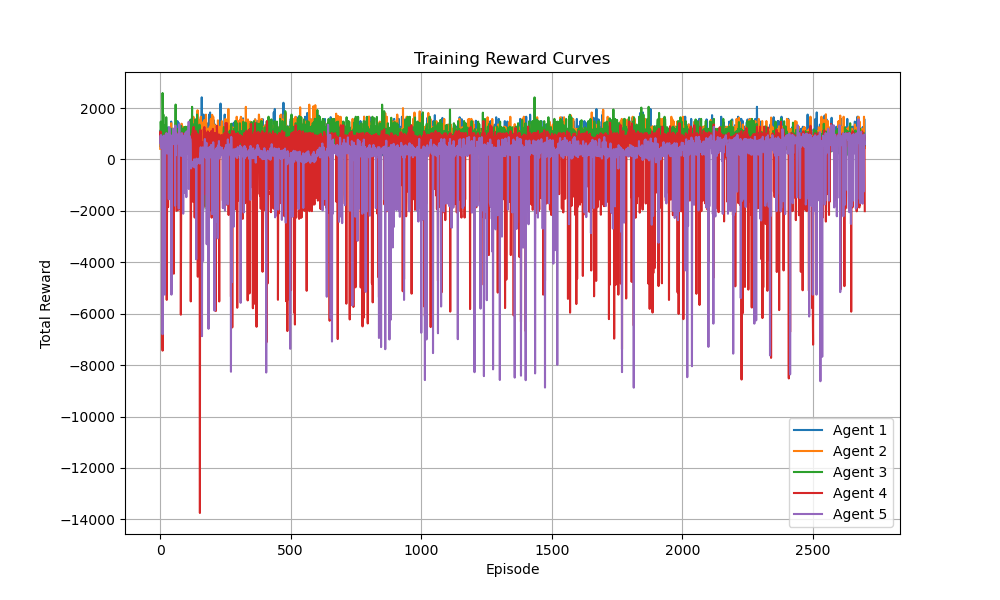 Training Reward Curves
Total Reward
2000
0
−2000
−4000
−6000
−8000
−10000
−12000
−14000
0 500 1000 1500 2000 2500
Episode
Agent 1
Agent 2
Agent 3
Agent 4
Agent 5